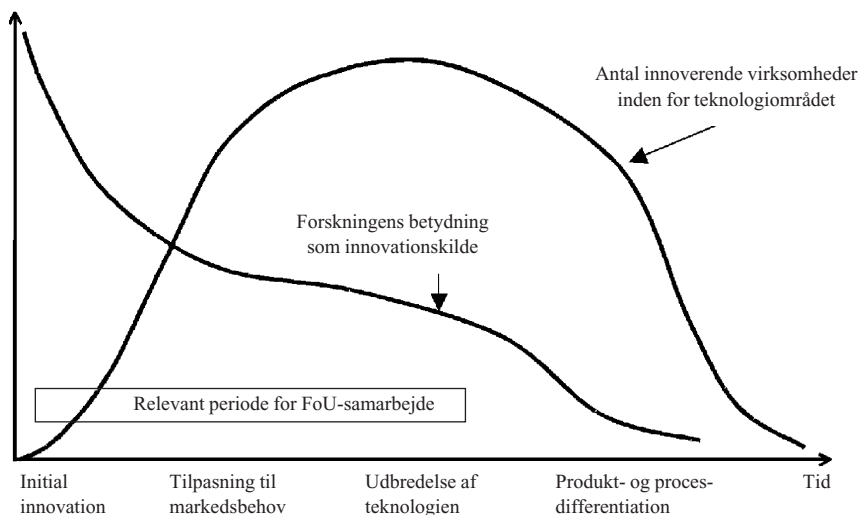 Antal innoverende virksomheder
inden for teknologiområdet
Forskningens betydning
som innovationskilde
Relevant periode for FoU-samarbejde
Initial
innovation
Tilpasning til
markedsbehov
Udbredelse af
teknologien
Produkt- og proces-
differentiation
Tid